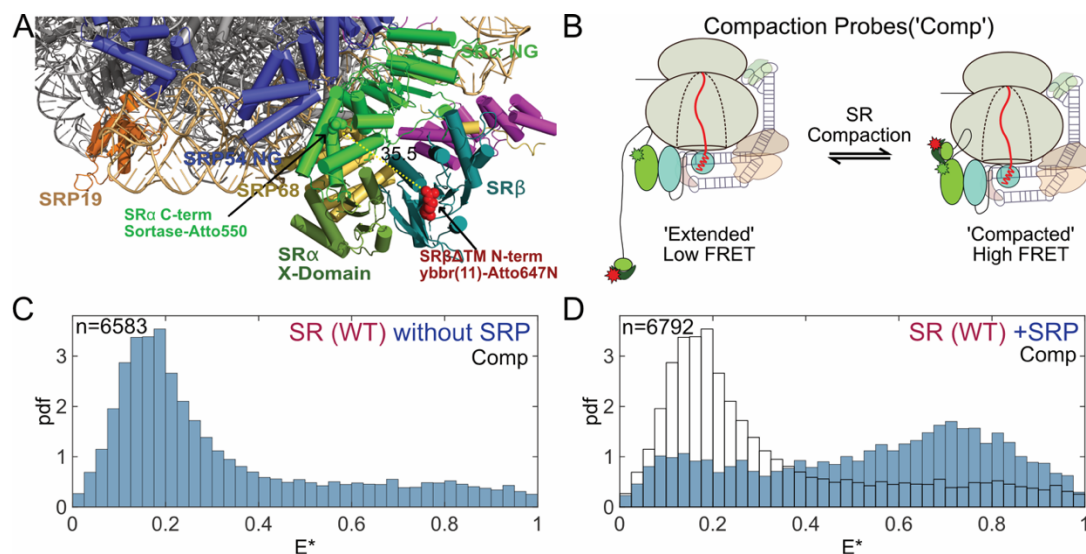 A
SRα NG
SRP54 NG
35.5
SRβ
SRP68
SRP19
SRα C-term
Sortase-Atto550
SRα
X-Domain
SRβΔTM N-term
ybbr(11)-Atto647N
B
Compaction Probes('Comp')
SR
Compaction
'Extended'
Low FRET
'Compacted'
High FRET
C
n=6583
SR (WT) without SRP
Comp
pdf
3
2
1
0
0 0.2 0.4 0.6 0.8 1
E*
D
n=6792
SR (WT) +SRP
Comp
pdf
3
2
1
0
0 0.2 0.4 0.6 0.8 1
E*